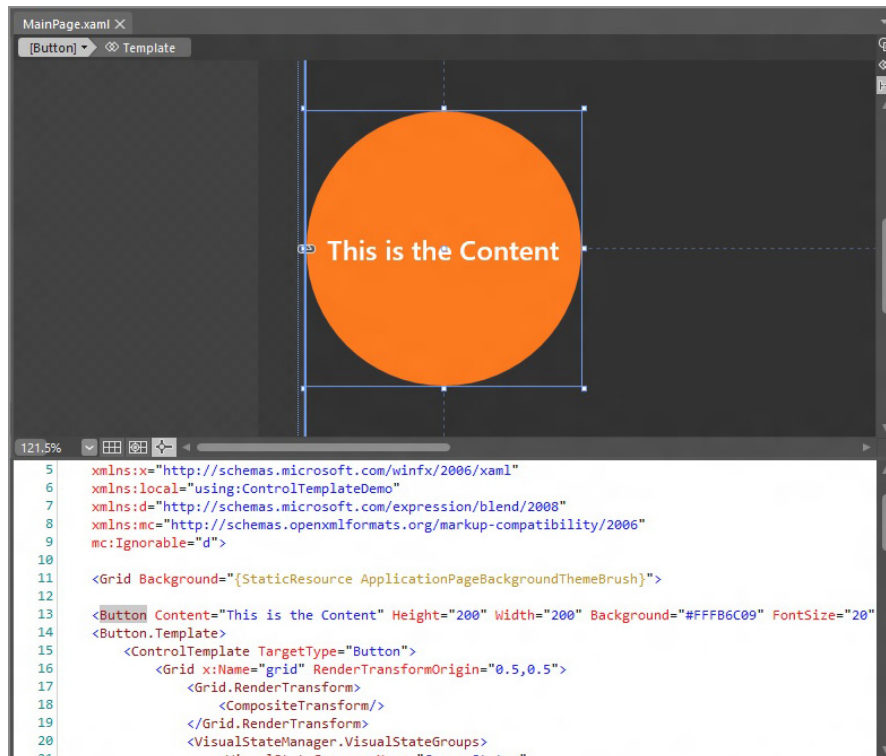 MainPage.xaml
[Button] Template
This is the Content
121.5%
5 xmlns:x="http://schemas.microsoft.com/winfx/2006/xaml"
6 xmlns:local="using:ControlTemplateDemo"
7 xmlns:d="http://schemas.microsoft.com/expression/blend/2008"
8 xmlns:mc="http://schemas.openxmlformats.org/markup-compatibility/2006"
9 mc:Ignorable="d">
10
11 <Grid Background="{StaticResource ApplicationPageBackgroundThemeBrush}">
12
13 <Button Content="This is the Content" Height="200" Width="200" Background="#FFFB6C09" FontSize="20"
14 <Button.Template>
15 <ControlTemplate TargetType="Button">
16 <Grid x:Name="grid" RenderTransformOrigin="0.5,0.5">
17 <Grid.RenderTransform>
18 <CompositeTransform/>
19 </Grid.RenderTransform>
20 <VisualStateManager.VisualStateGroups>